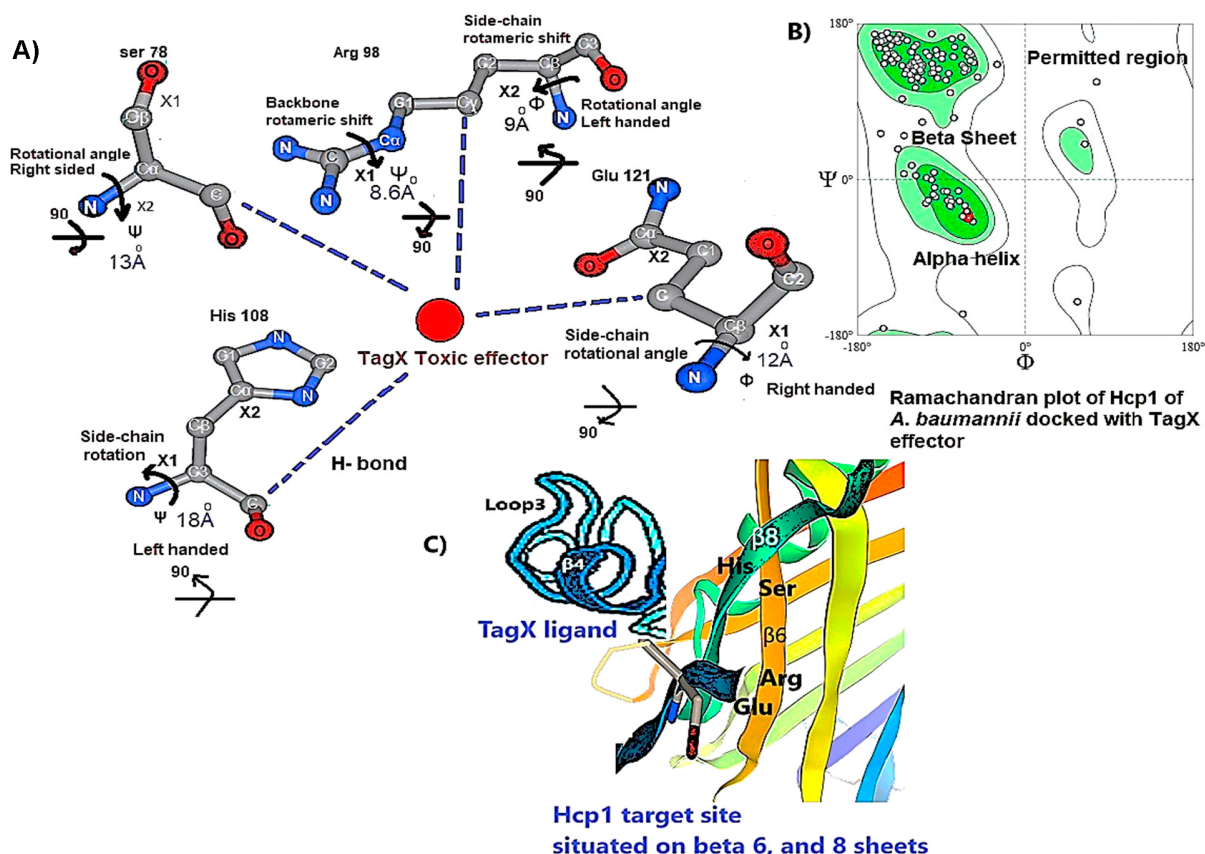 A)
ser 78
O
X1
Cβ
Rotational angle
Right sided
Cα
N
X2
C
90
Ψ
O
13Å
Arg 98
Side-chain
rotameric shift
C3
C2
Cβ
O
X2
Φ
Backbone
rotameric shift
G1
Cγ
9Å
N
Rotational angle
Left handed
N
Cα
C
X1
Ψ
8.6Å
N
90
90
Glu 121
N
Cα
X2
O
C1
O
C2
C
Cβ
X1
Side-chain
rotational angle
12Å
N
Φ
Right handed
90
TagX Toxic effector
His 108
N
G1
G2
Cα
N
X2
Cβ
Side-chain
rotation
X1
C3
N
C
H- bond
Ψ
18Å
O
Left handed
90
B)
180°
Permitted region
Beta Sheet
Ψ
0°
Alpha helix
-180°
-180°
0°
180°
Φ
Ramachandran plot of Hcp1 of
A. baumannii docked with TagX
effector
C)
Loop3
β4
TagX ligand
β8
His
Ser
β6
Arg
Glu
Hcp1 target site
situated on beta 6, and 8 sheets